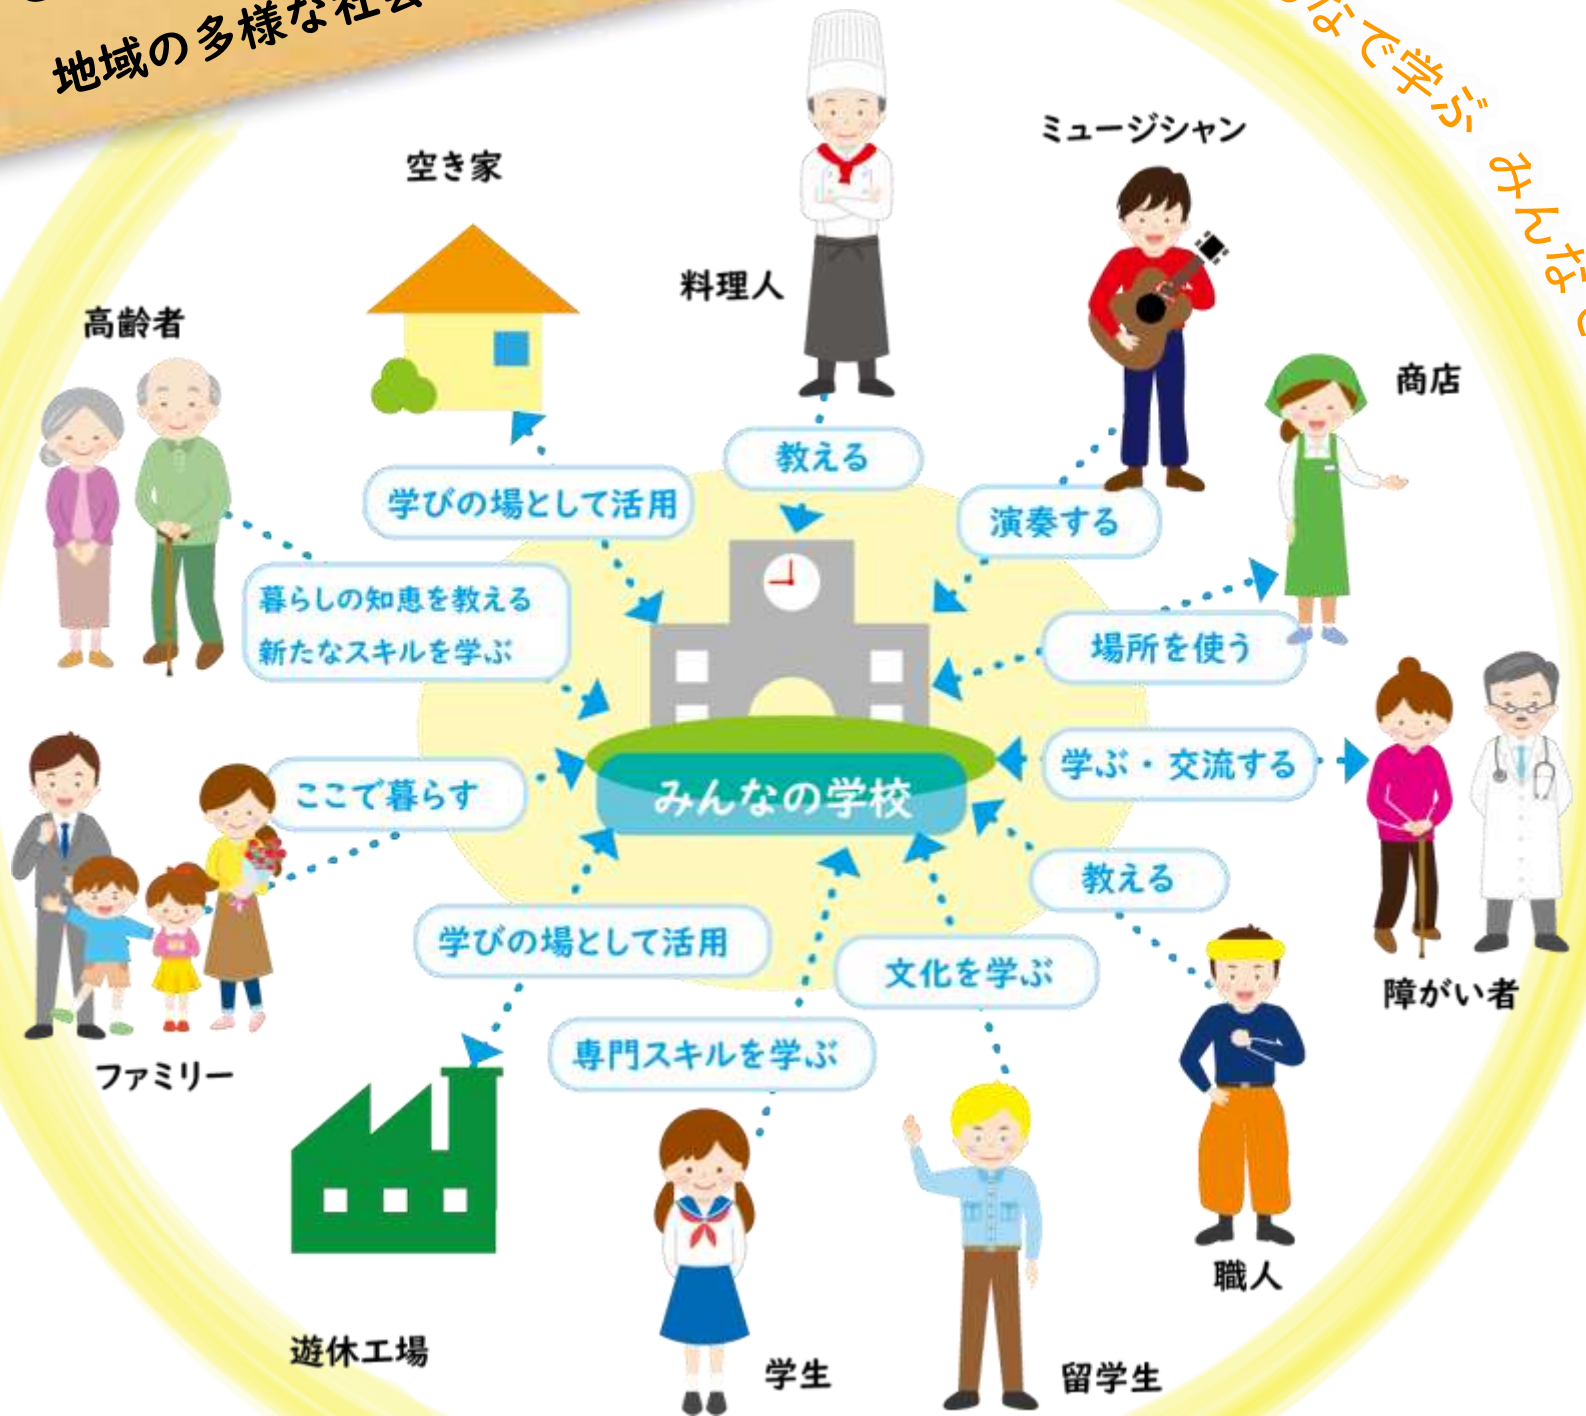 地域の多様な社会
なで学ぶ みんなで
空き家
料理人
ミュージシャン
高齢者
商店
教える
学びの場として活用
演奏する
暮らしの知恵を教える
新たなスキルを学ぶ
場所を使う
学ぶ・交流する
ここで暮らす
みんなの学校
教える
学びの場として活用
文化を学ぶ
専門スキルを学ぶ
障がい者
ファミリー
職人
遊休工場
学生
留学生